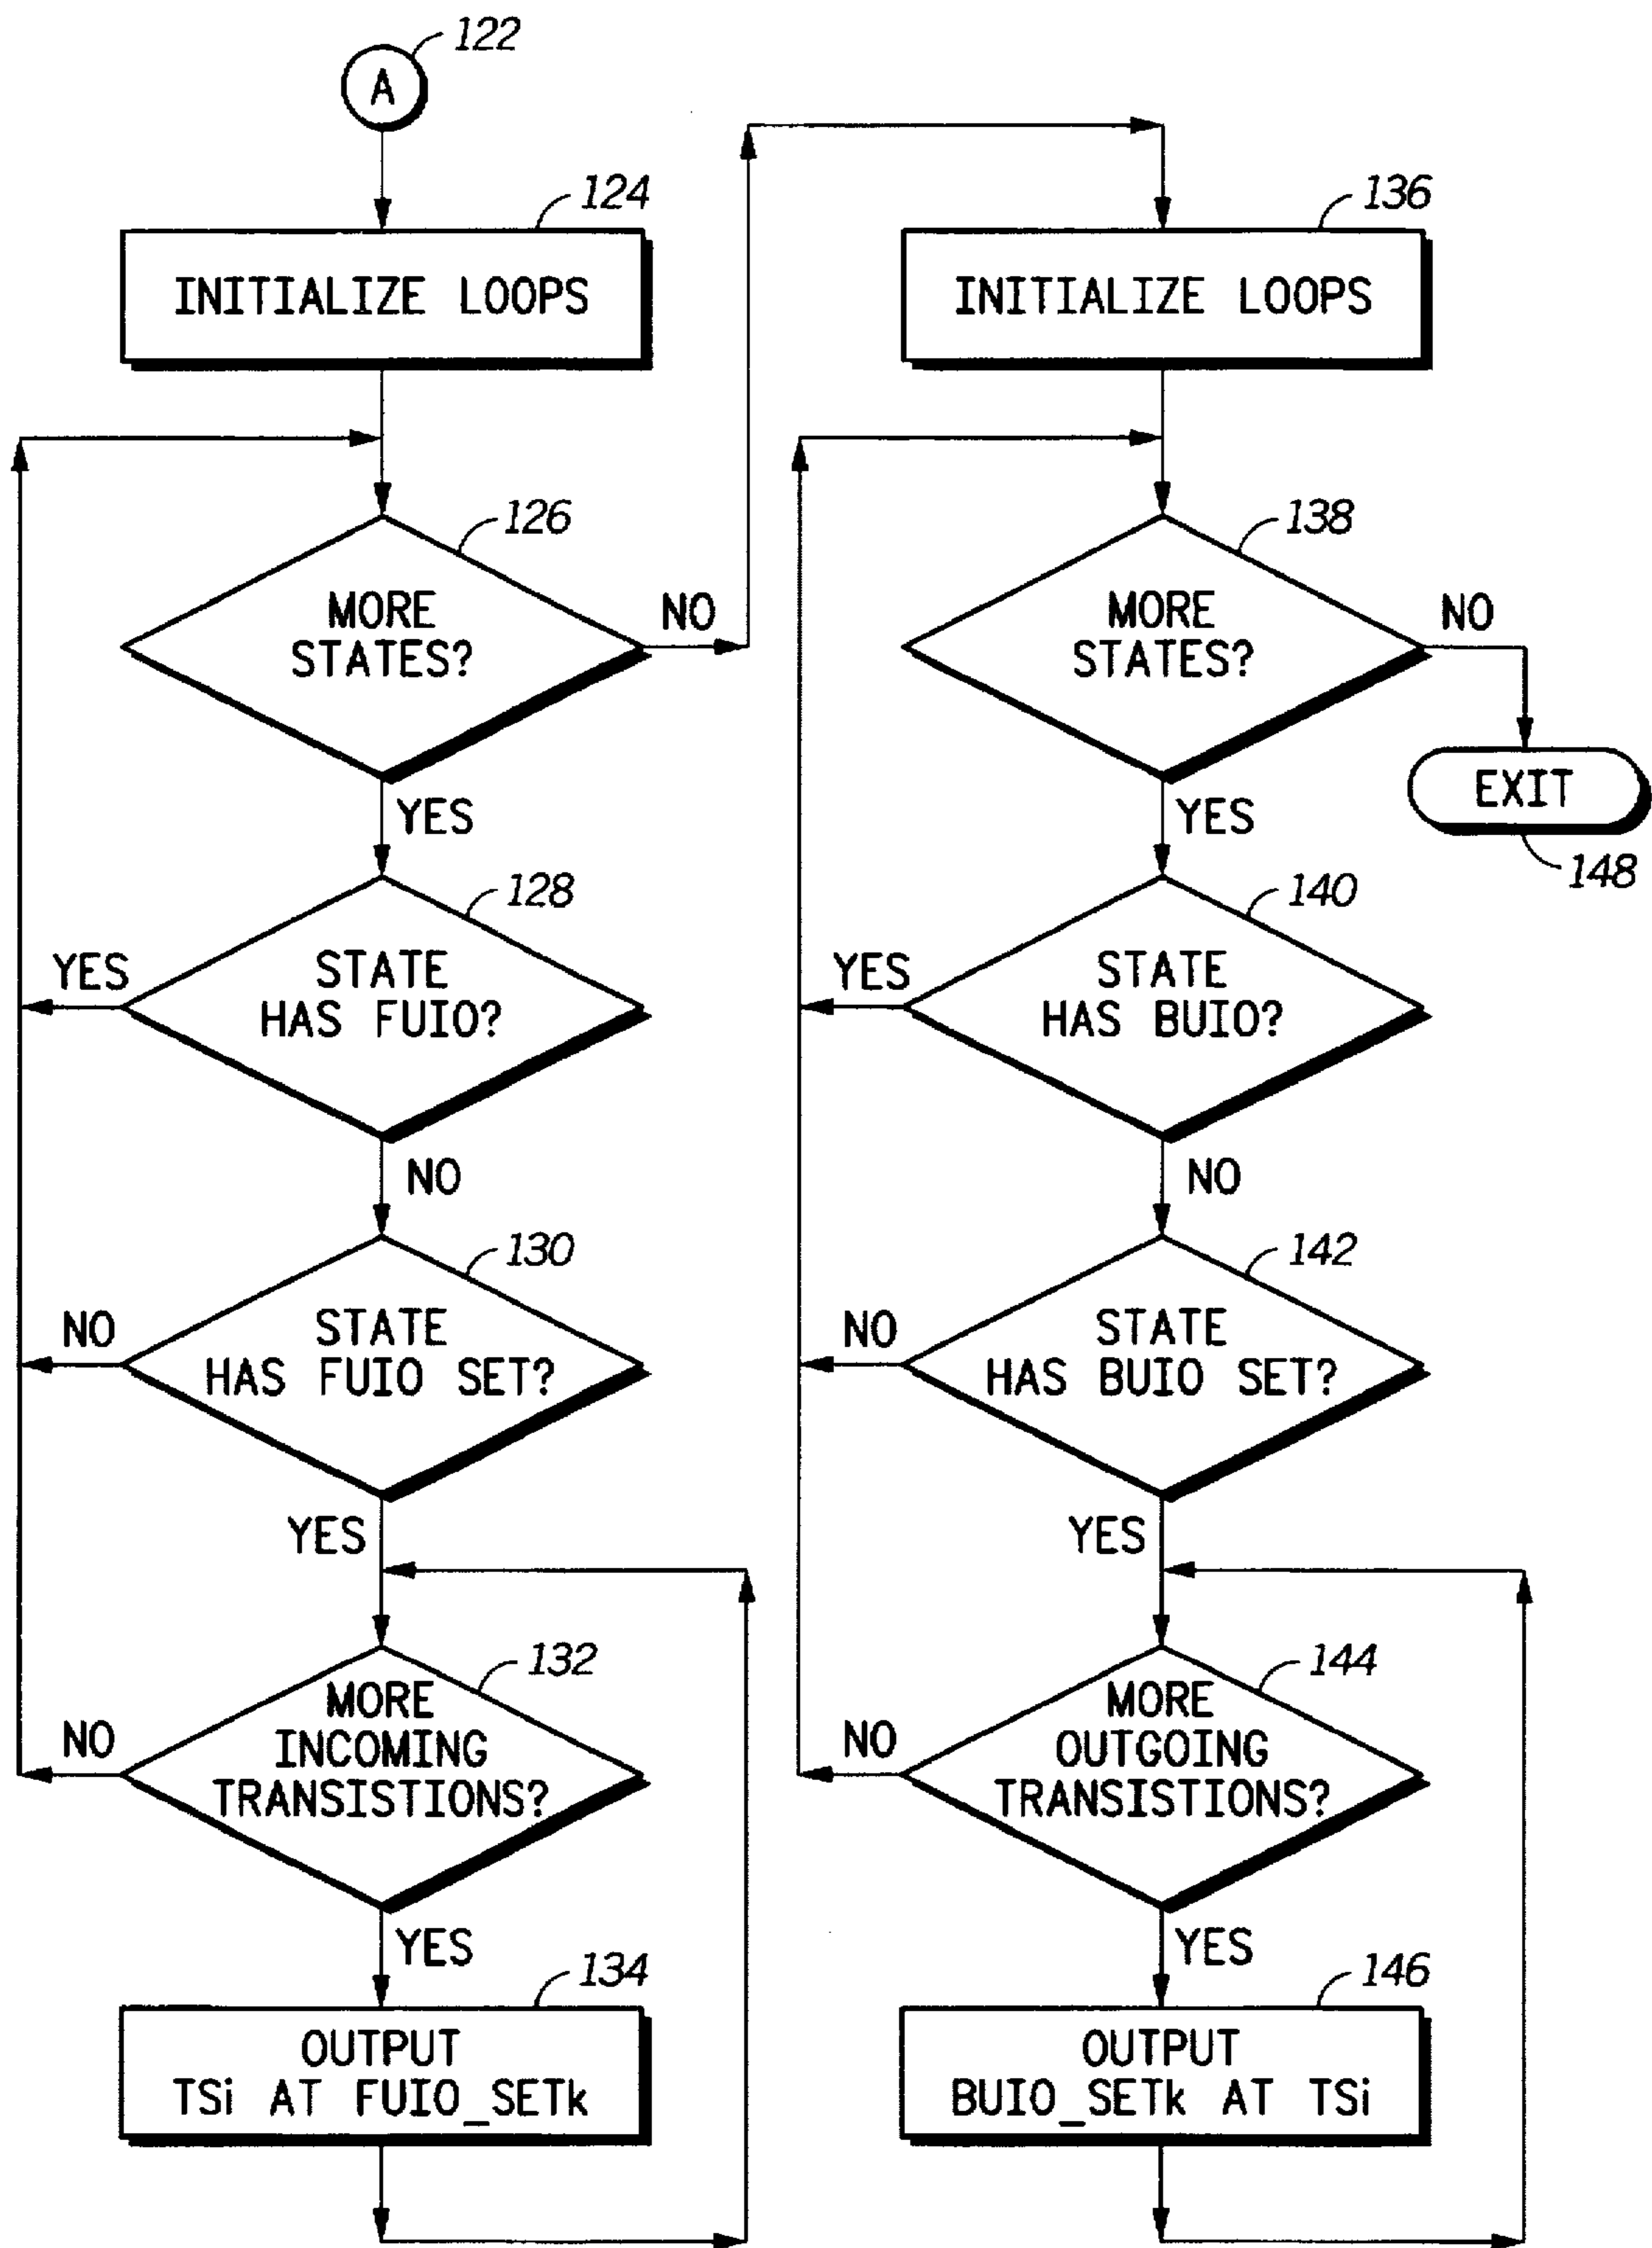 122
A
124
INITIALIZE LOOPS
126
MORE
STATES?
NO
YES
128
STATE
HAS FUIO?
YES
NO
130
STATE
HAS FUIO SET?
NO
YES
132
MORE
INCOMING
TRANSISTIONS?
NO
YES
134
OUTPUT
TSi AT FUIO_SETk
136
INITIALIZE LOOPS
138
MORE
STATES?
NO
EXIT
148
YES
140
STATE
HAS BUIO?
YES
NO
142
STATE
HAS BUIO SET?
NO
YES
144
MORE
OUTGOING
TRANSISTIONS?
NO
YES
146
OUTPUT
BUIO_SETk AT TSi